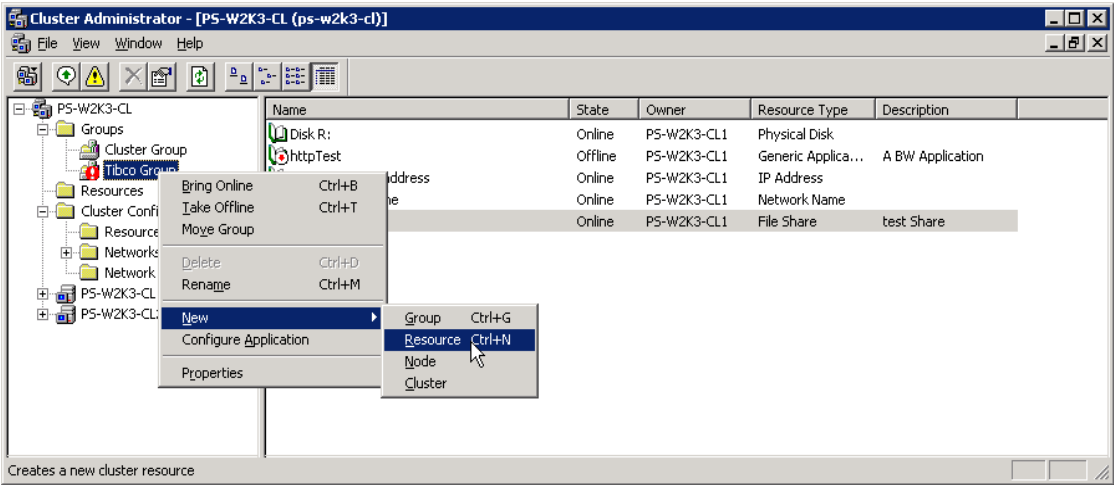 Cluster Administrator - [PS-W2K3-CL (ps-w2k3-cl)]
File View Window Help
PS-W2K3-CL
Groups
Cluster Group
Tibco Group
Resources
Cluster Confi
Resource
Networks
Network
PS-W2K3-CL
PS-W2K3-CL
Name State Owner Resource Type Description
Disk R: Online PS-W2K3-CL1 Physical Disk
httpTest Offline PS-W2K3-CL1 Generic Applica... A BW Application
ddress Online PS-W2K3-CL1 IP Address
e Online PS-W2K3-CL1 Network Name
Online PS-W2K3-CL1 File Share test Share
Bring Online Ctrl+B
Take Offline Ctrl+T
Move Group
Delete Ctrl+D
Rename Ctrl+M
New
Configure Application
Properties
Group Ctrl+G
Resource Ctrl+N
Node
Cluster
Creates a new cluster resource